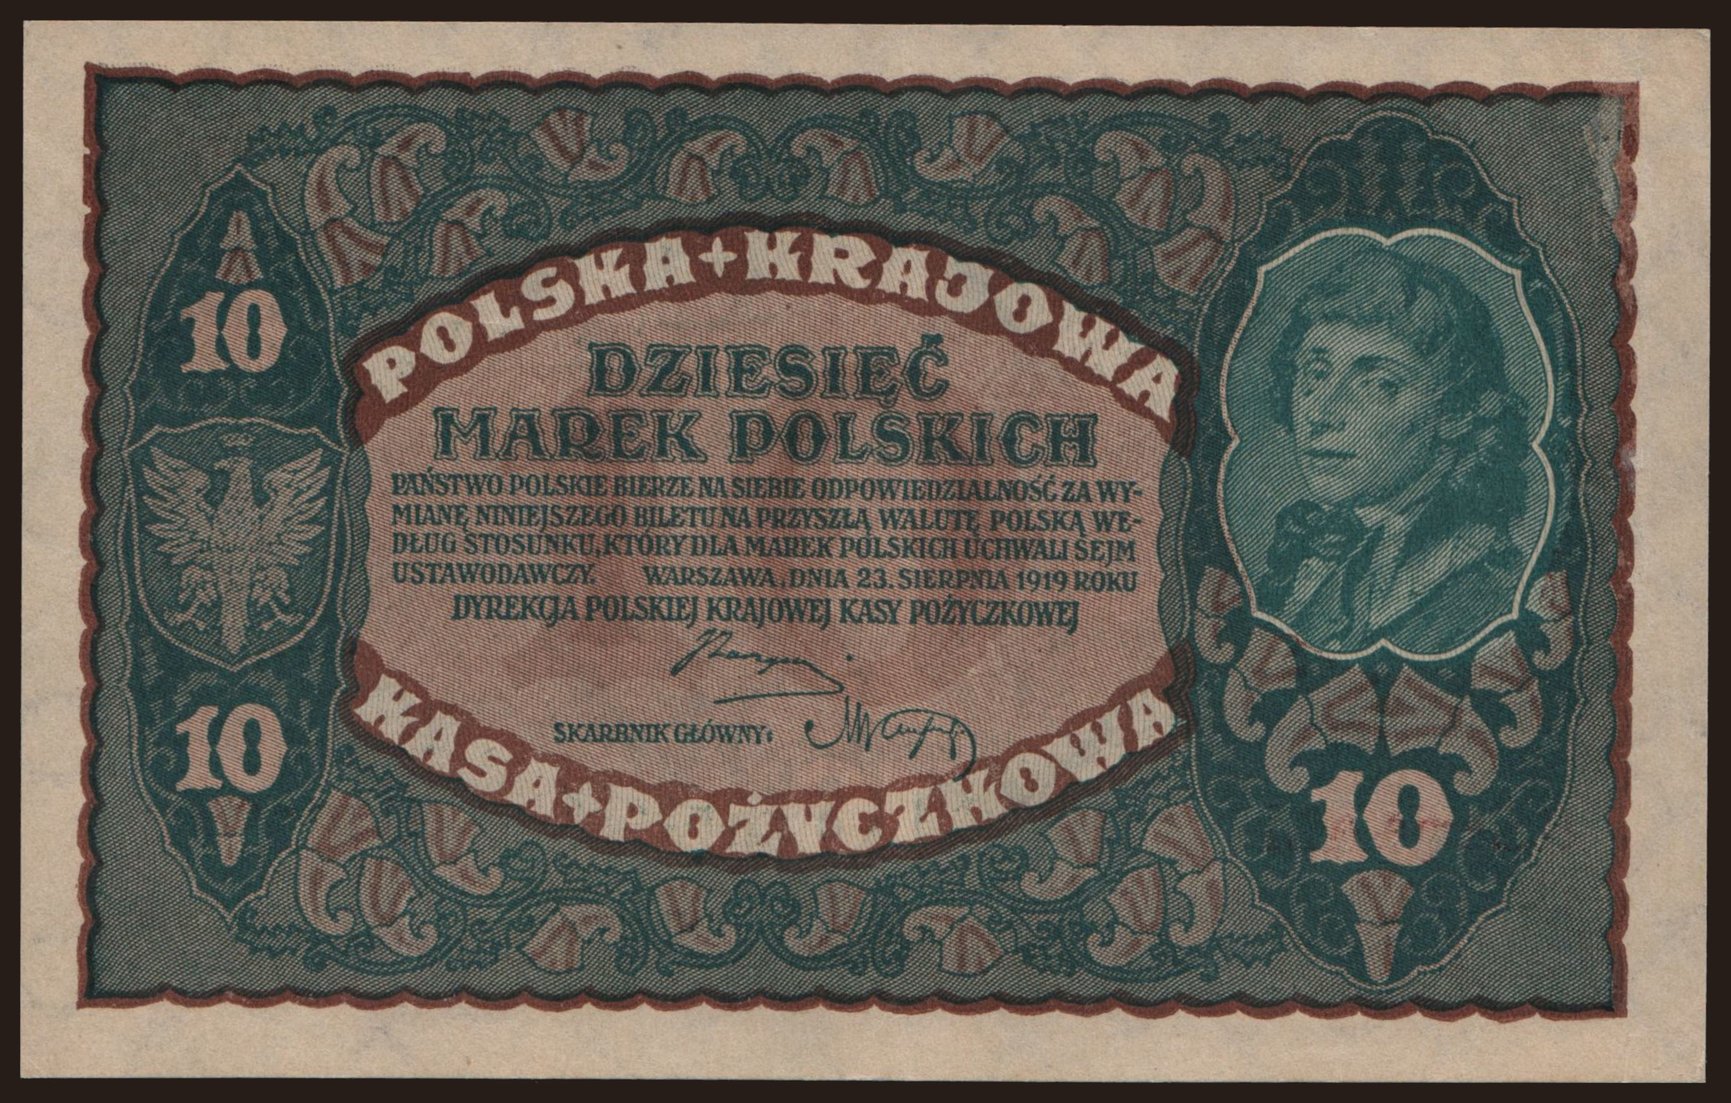 POLSKA + KRAJOWA
10
DZIESIĘĆ
MAREK POLSKICH
PAŃSTWO POLSKIE BIERZE NA SIEBIE ODPOWIEDZIALNOŚĆ ZA WY-
MIANĘ NINIEJSZEGO BILETU NA PRZYSZŁĄ WALUTĘ POLSKĄ WE-
DŁUG STOSUNKU, KTÓRY DLA MAREK POLSKICH UCHWALI SEJM
USTAWODAWCZY. WARSZAWA, DNIA 23. SIERPNIA 1919 ROKU
DYREKCJA POLSKIEJ KRAJOWEJ KASY POŻYCZKOWEJ
SKARBNIK GŁÓWNY:
10
10
KASA + POŻYCZKOWA